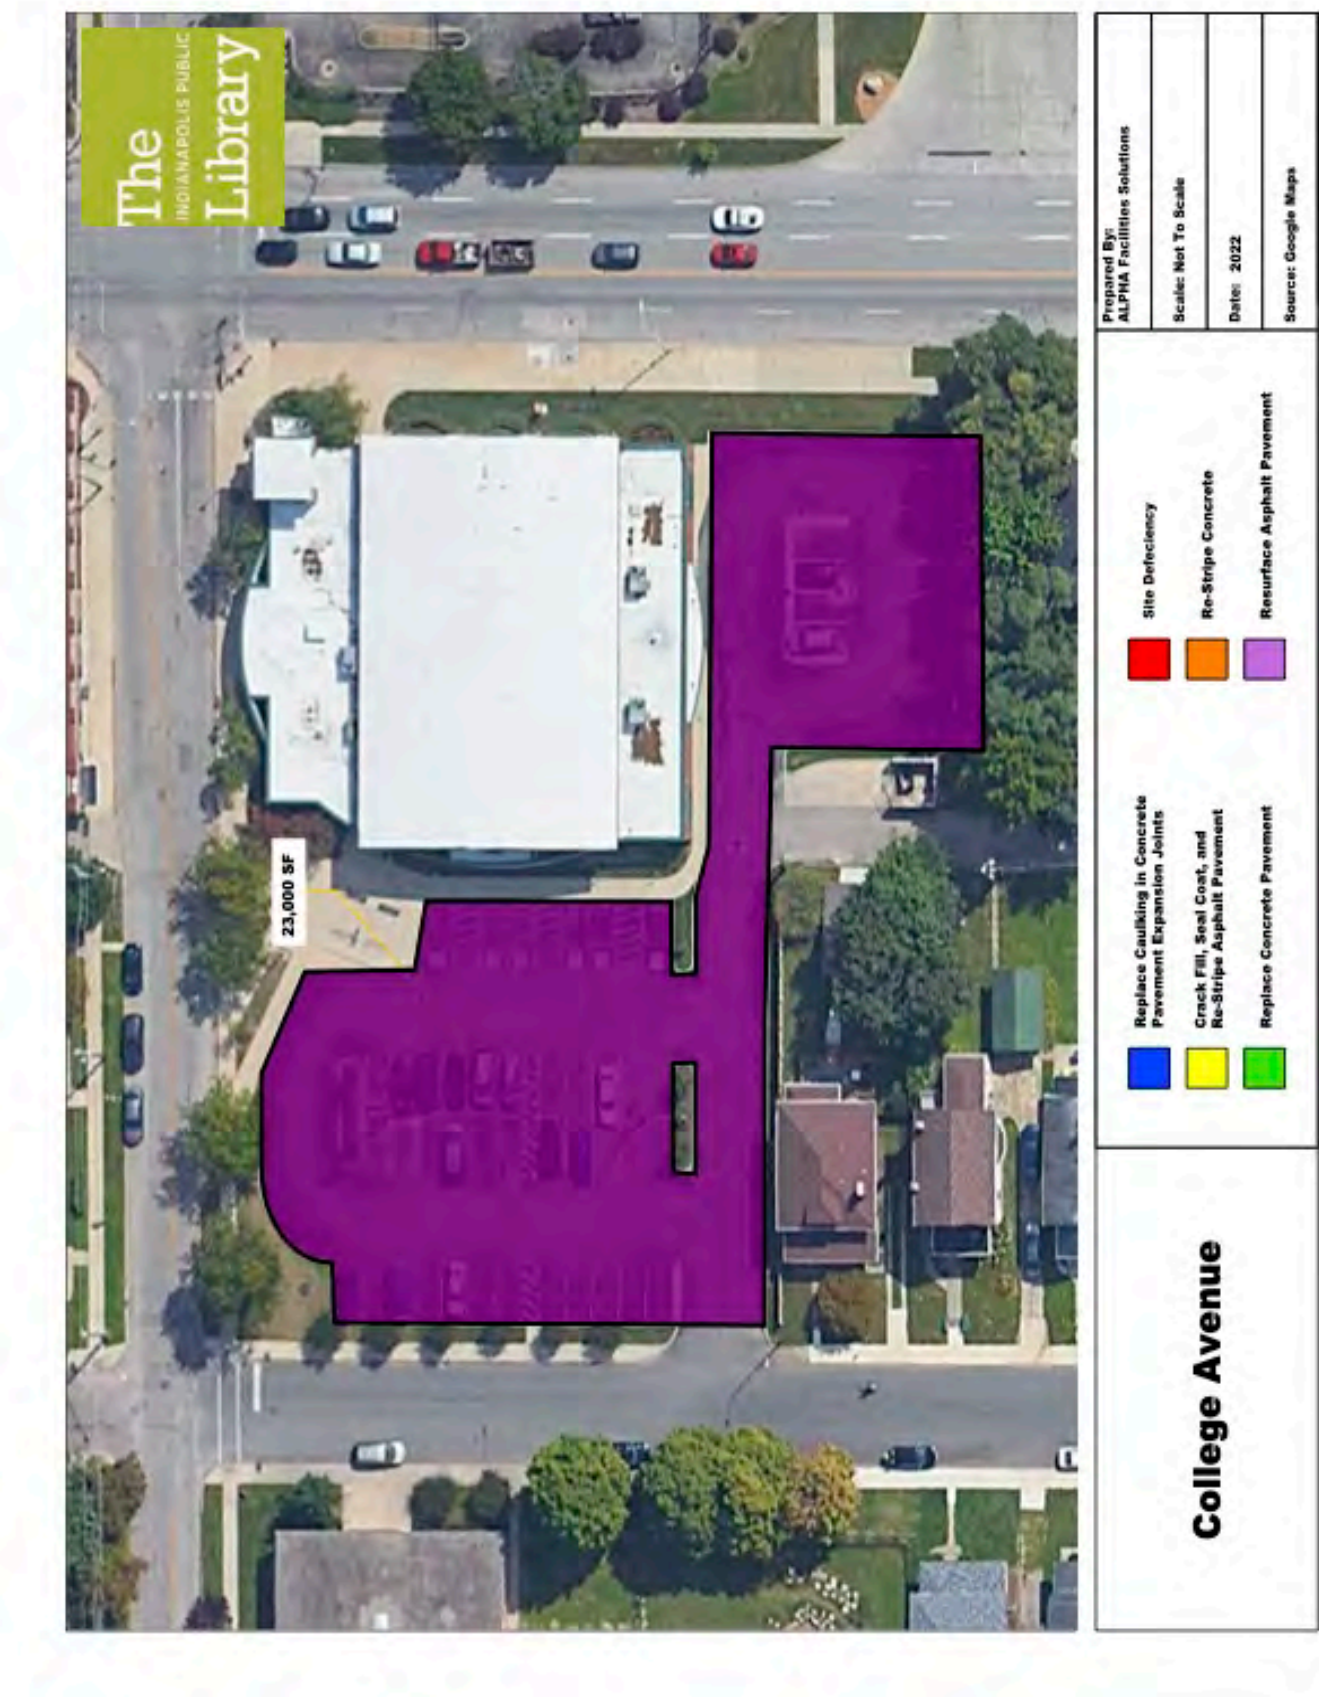 The
INDIANAPOLIS PUBLIC
Library
23,000 SF
College Avenue
Replace Caulking in Concrete
Pavement Expansion Joints
Crack Fill, Seal Coat, and
Re-Stripe Asphalt Pavement
Replace Concrete Pavement
Site Defeciency
Re-Stripe Concrete
Resurface Asphalt Pavement
Prepared By:
ALPHA Facilities Solutions
Scale: Not To Scale
Date: 2022
Source: Google Maps